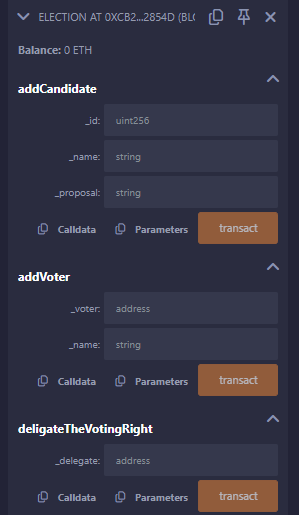 ELECTION AT 0XCB2...2854D (BLC
Balance: 0 ETH
addCandidate
_id: uint256
_name: string
_proposal: string
Calldata Parameters transact
addVoter
_voter: address
_name: string
Calldata Parameters transact
deligateTheVotingRight
_delegate: address
Calldata Parameters transact